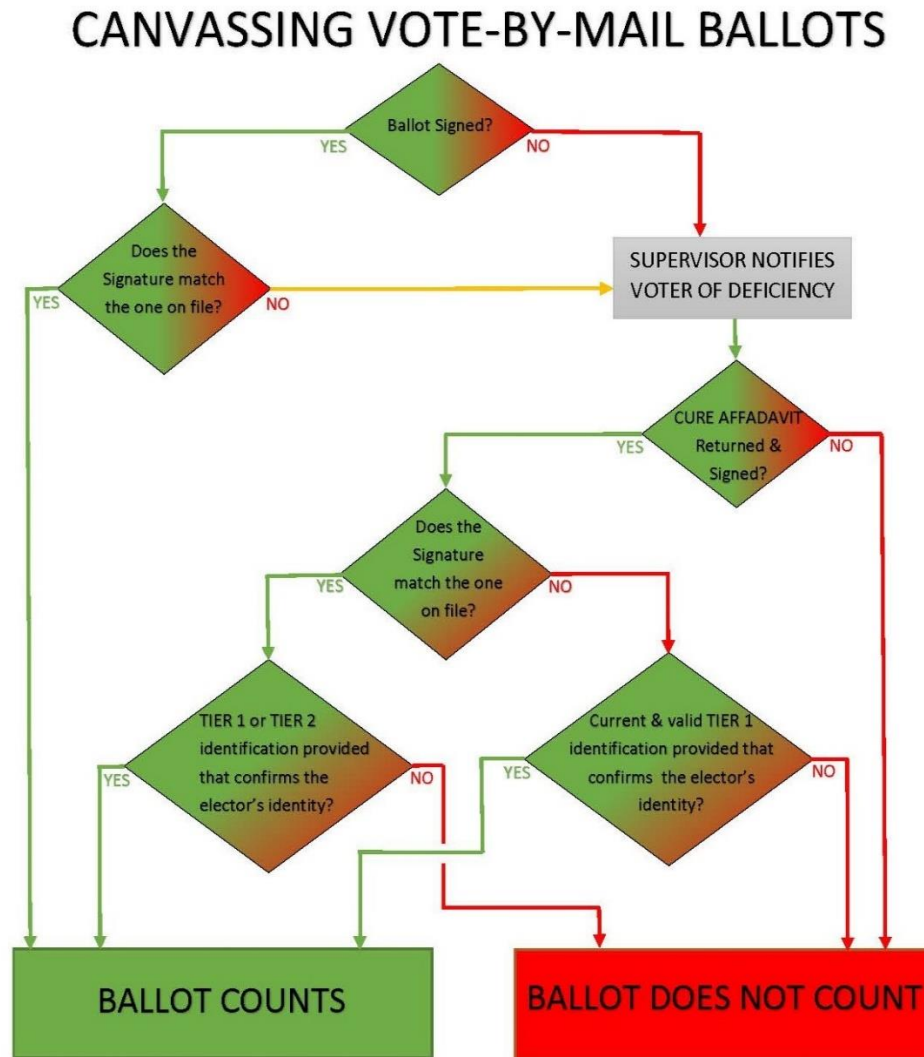 CANVASSING VOTE-BY-MAIL BALLOTS
Ballot Signed?
YES
NO
Does the
Signature match
the one on file?
YES
NO
SUPERVISOR NOTIFIES
VOTER OF DEFICIENCY
CURE AFFADAVIT
Returned &
Signed?
YES
NO
Does the
Signature
match the one
on file?
YES
NO
TIER 1 or TIER 2
identification provided
that confirms the
elector's identity?
YES
NO
Current & valid TIER 1
identification provided that
confirms the elector's
identity?
YES
NO
BALLOT COUNTS
BALLOT DOES NOT COUNT